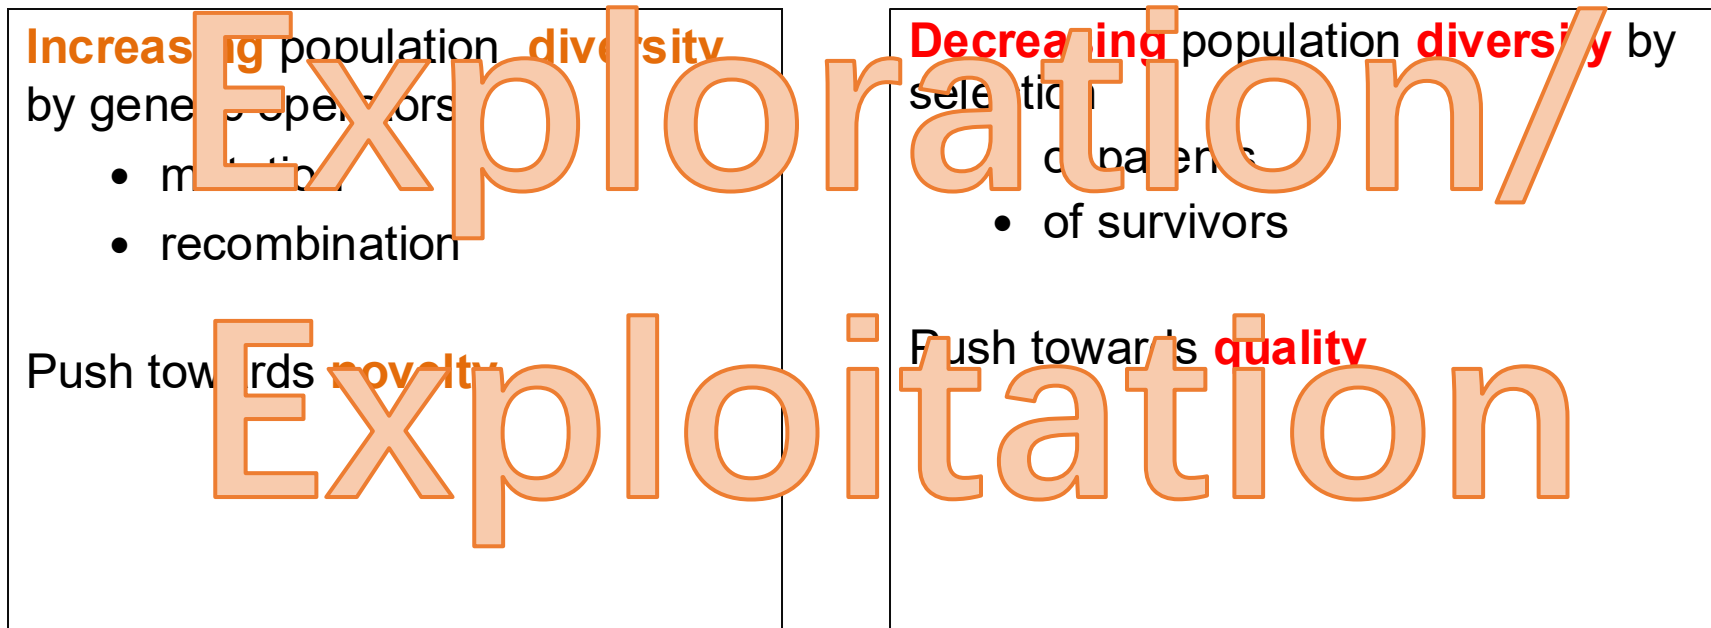 Increasing population diversity
by genetic operators
• mutation
• recombination
Push towards novelty
Decreasing population diversity by
selection
of parents
• of survivors
Push towards quality
Exploration/
Exploitation